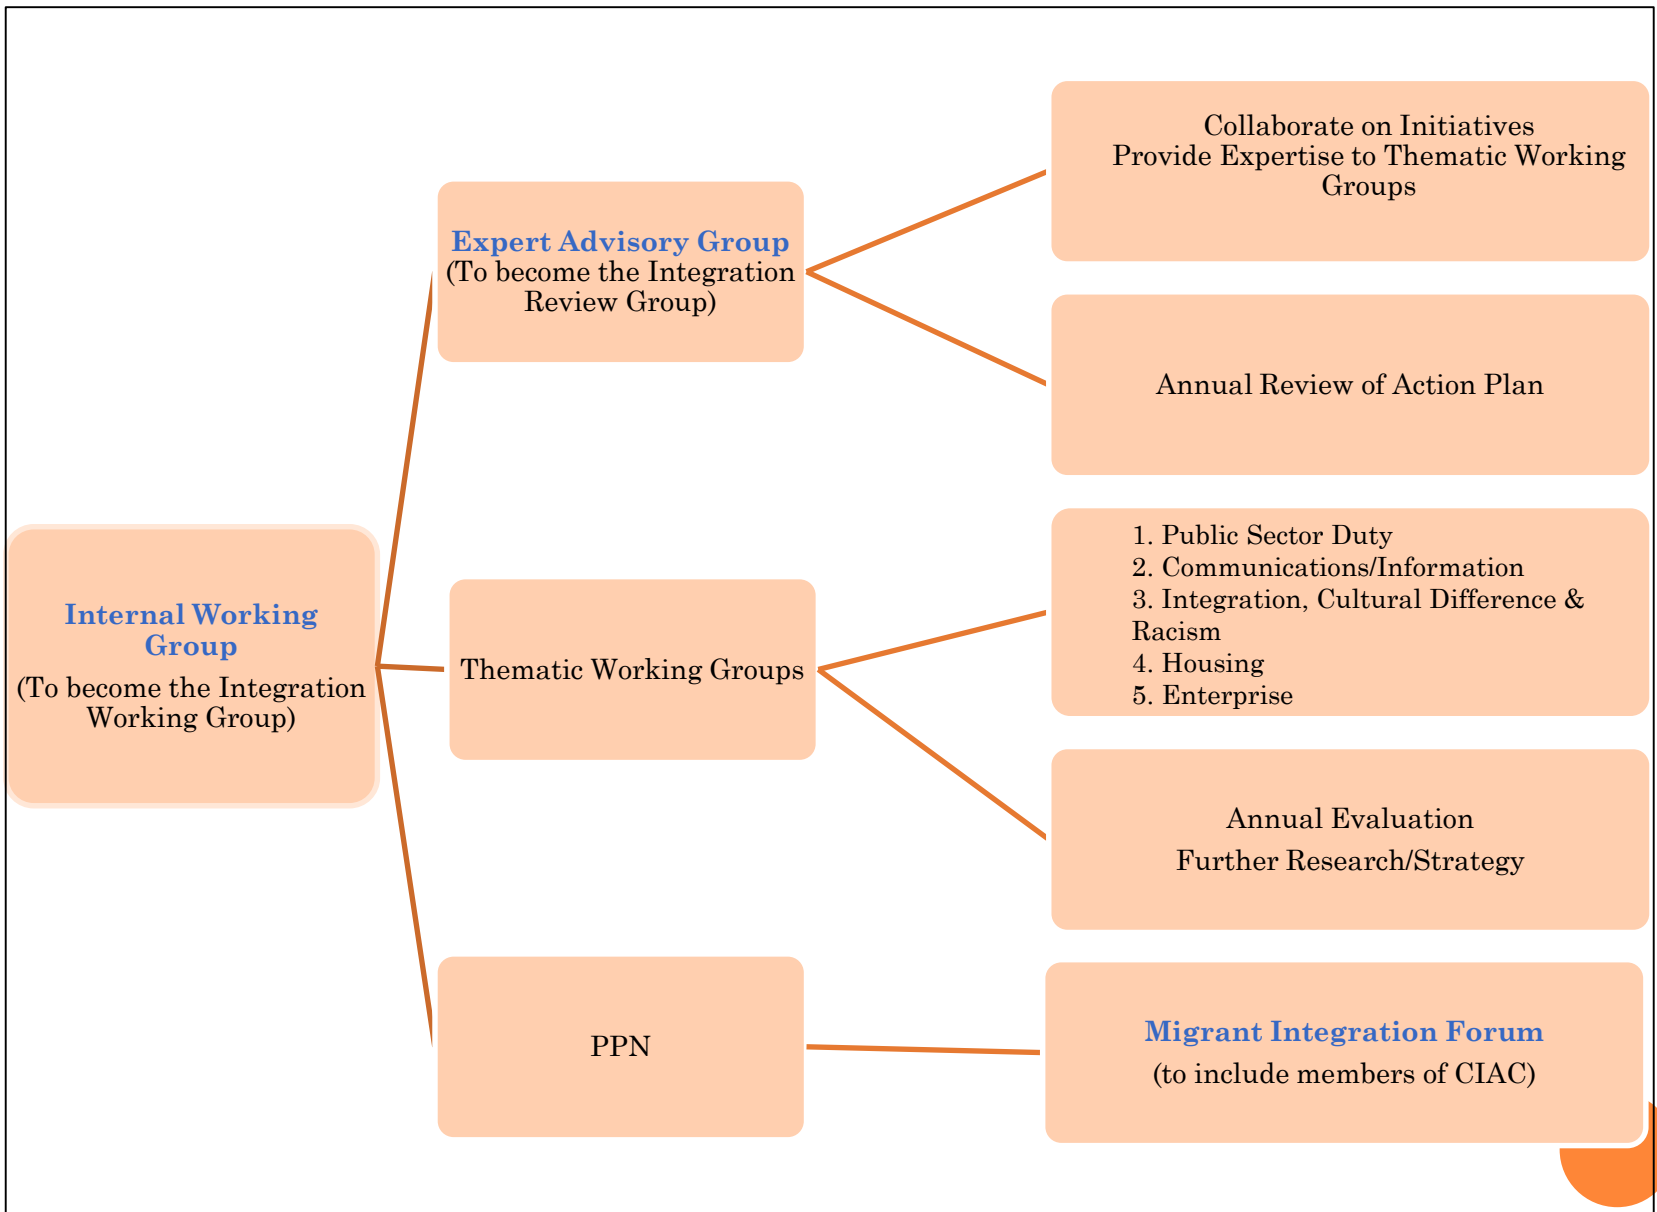 Internal Working
Group
(To become the Integration
Working Group)
Expert Advisory Group
(To become the Integration
Review Group)
Collaborate on Initiatives
Provide Expertise to Thematic Working
Groups
Annual Review of Action Plan
Thematic Working Groups
1. Public Sector Duty
2. Communications/Information
3. Integration, Cultural Difference &
Racism
4. Housing
5. Enterprise
Annual Evaluation
Further Research/Strategy
PPN
Migrant Integration Forum
(to include members of CIAC)